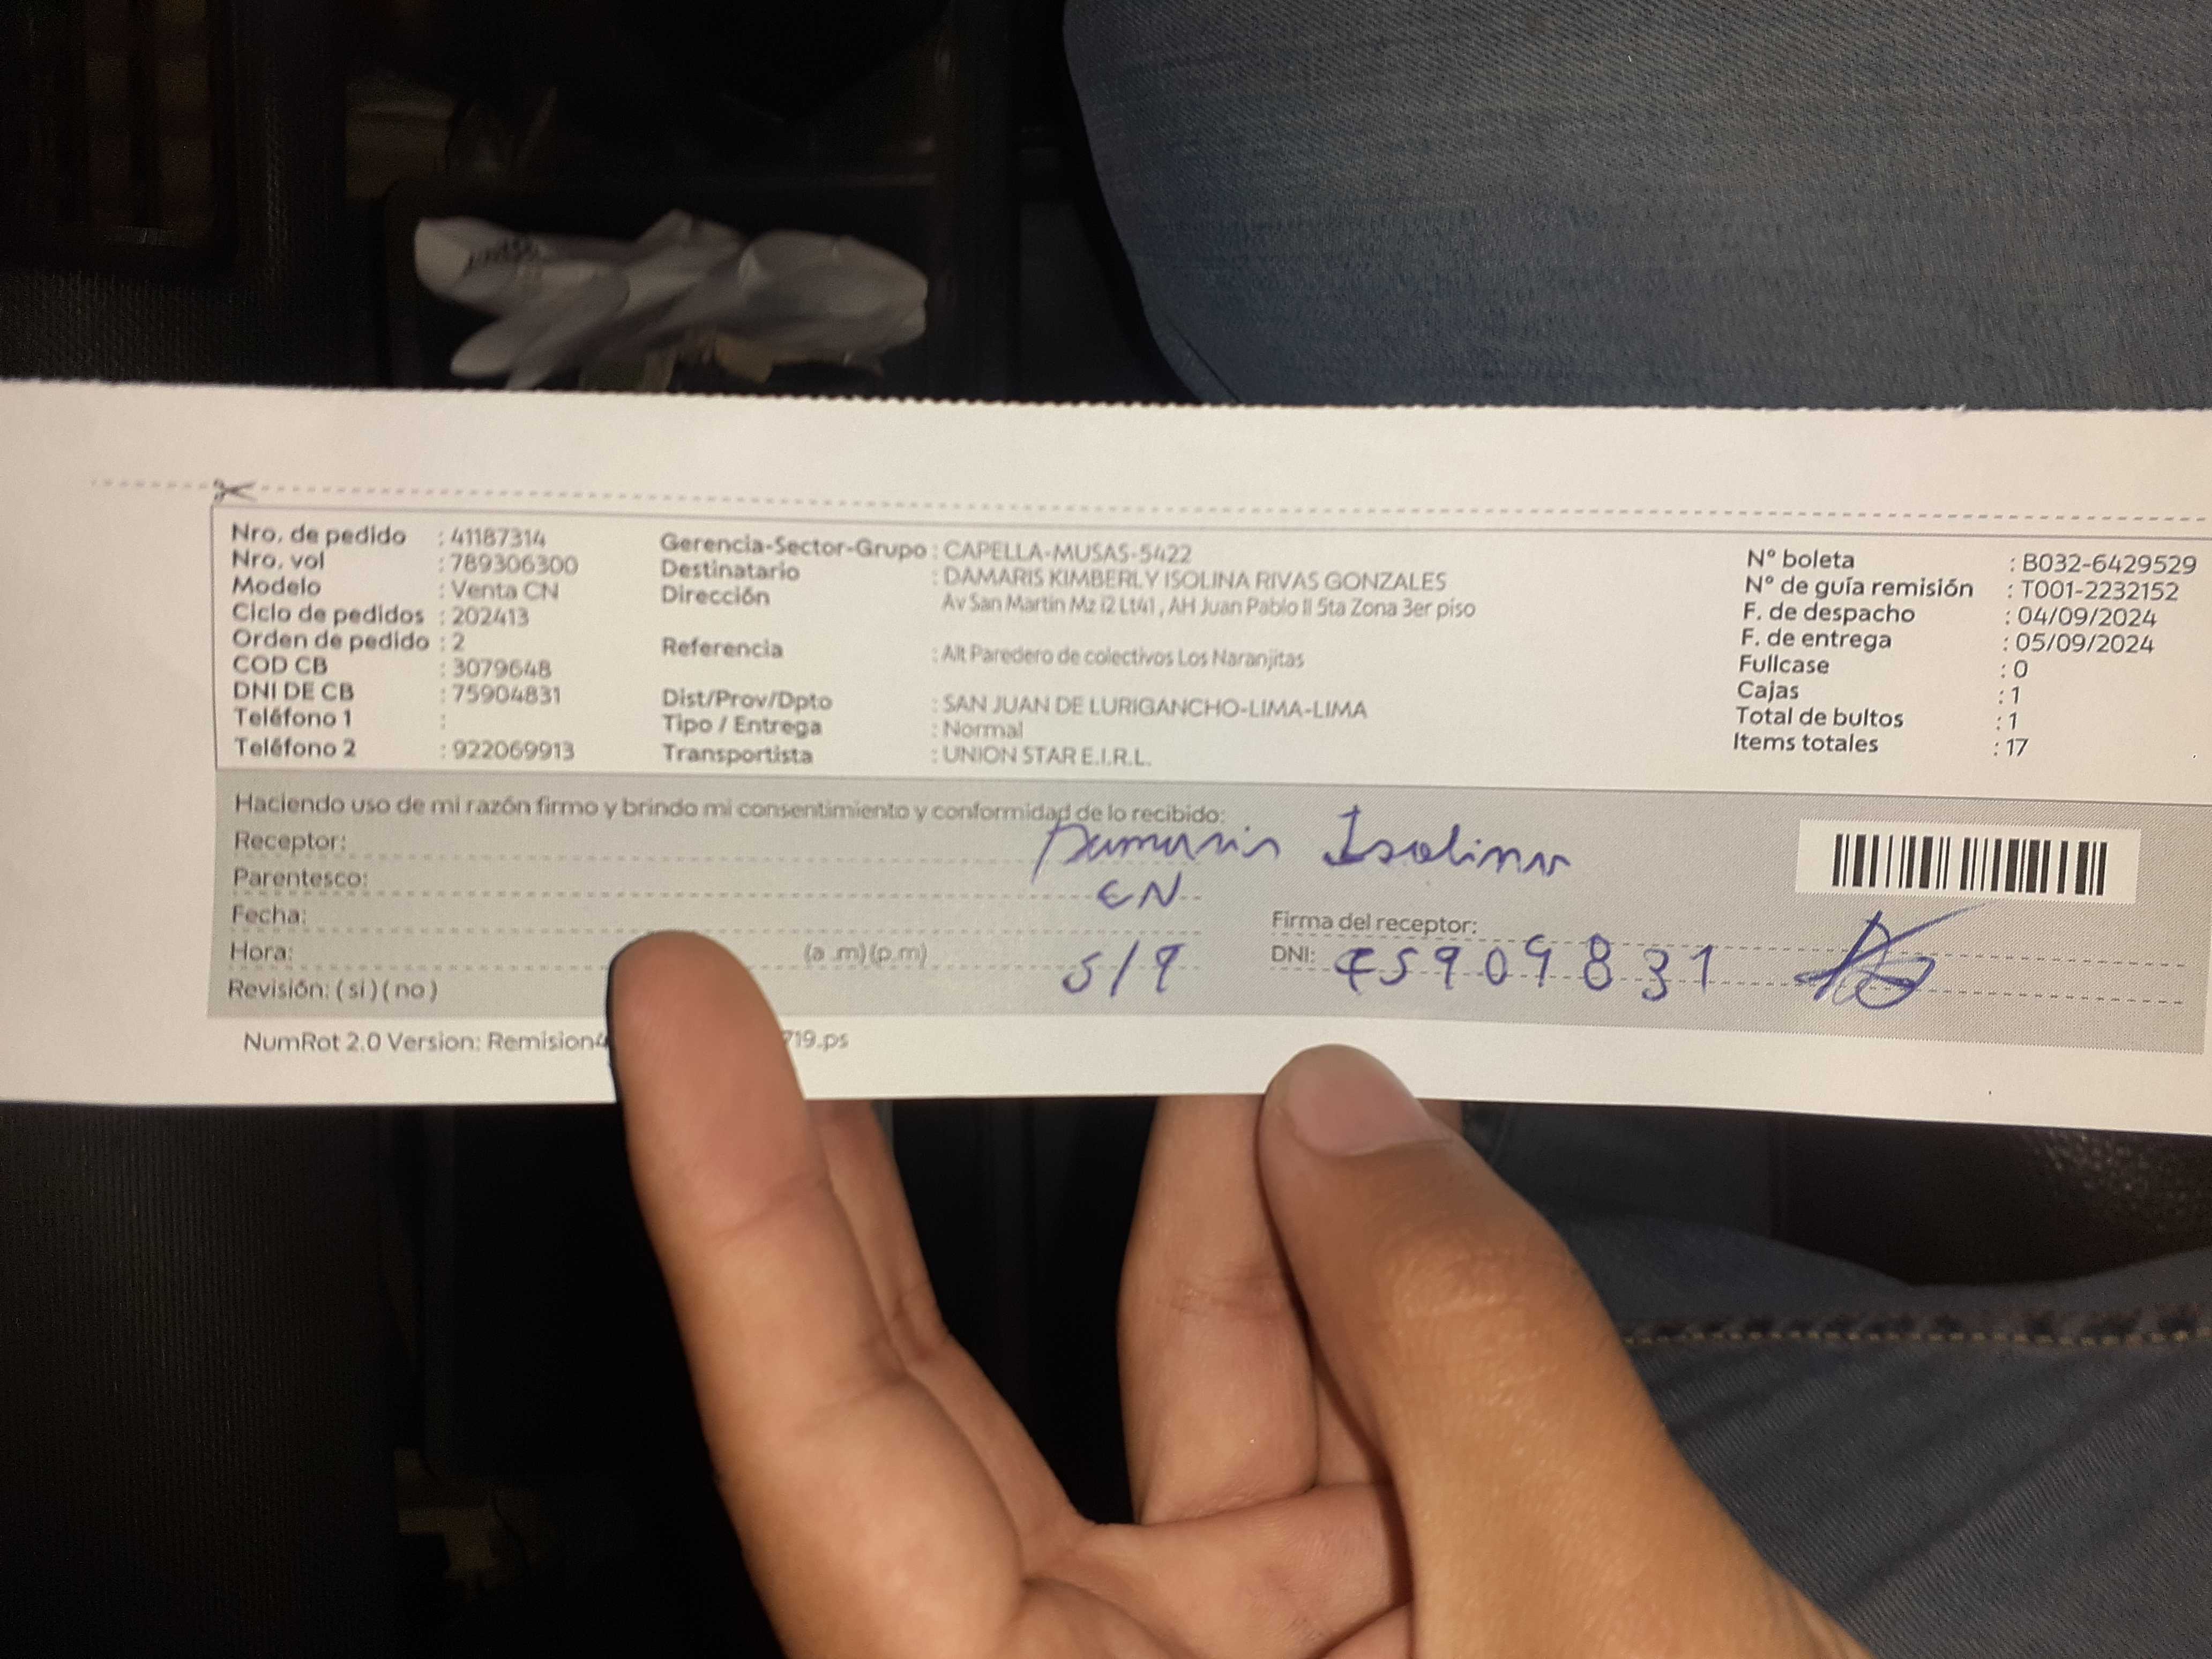 Nro. de pedido : 41187314
Nro. vol : 789306300
Modelo : Venta CN
Ciclo de pedidos : 202413
Orden de pedido : 2
COD CB : 3079648
DNI DE CB : 75904831
Teléfono 1 :
Teléfono 2 : 922069913
Gerencia-Sector-Grupo : CAPELLA-MUSAS-5422
Destinatario : DAMARIS KIMBERLY ISOLINA RIVAS GONZALES
Dirección Av San Martin Mz i2 Lt41 , AH Juan Pablo II 5ta Zona 3er piso
Referencia : Alt Paredero de colectivos Los Naranjitas
Dist/Prov/Dpto : SAN JUAN DE LURIGANCHO-LIMA-LIMA
Tipo / Entrega : Normal
Transportista : UNION STAR E.I.R.L.
N° boleta : B032-6429529
N° de guía remisión : T001-2232152
F. de despacho : 04/09/2024
F. de entrega : 05/09/2024
Fullcase : 0
Cajas : 1
Total de bultos : 1
Items totales : 17
Haciendo uso de mi razón firmo y brindo mi consentimiento y conformidad de lo recibido:
Receptor: Damaris Isolina
Parentesco: CN
Fecha:
Hora: (a .m)(p.m) 5/9
Revisión: ( si ) ( no )
Firma del receptor:
DNI: 75904831
NumRot 2.0 Version: Remision4 719.ps